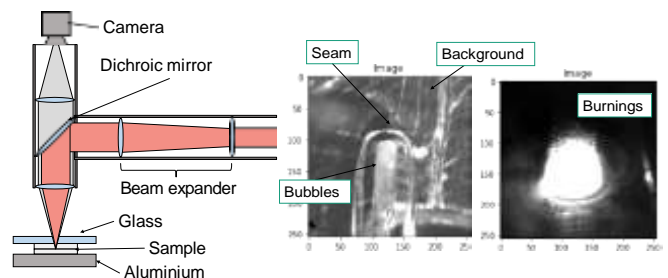 Camera
Dichroic mirror
Beam expander
Glass
Sample
Aluminium
Seam
Background
Image
Bubbles
0
50
100
150
200
250
0 50 100 150 200 250
Image
Burnings
0
50
100
150
200
250
0 50 100 150 200 250